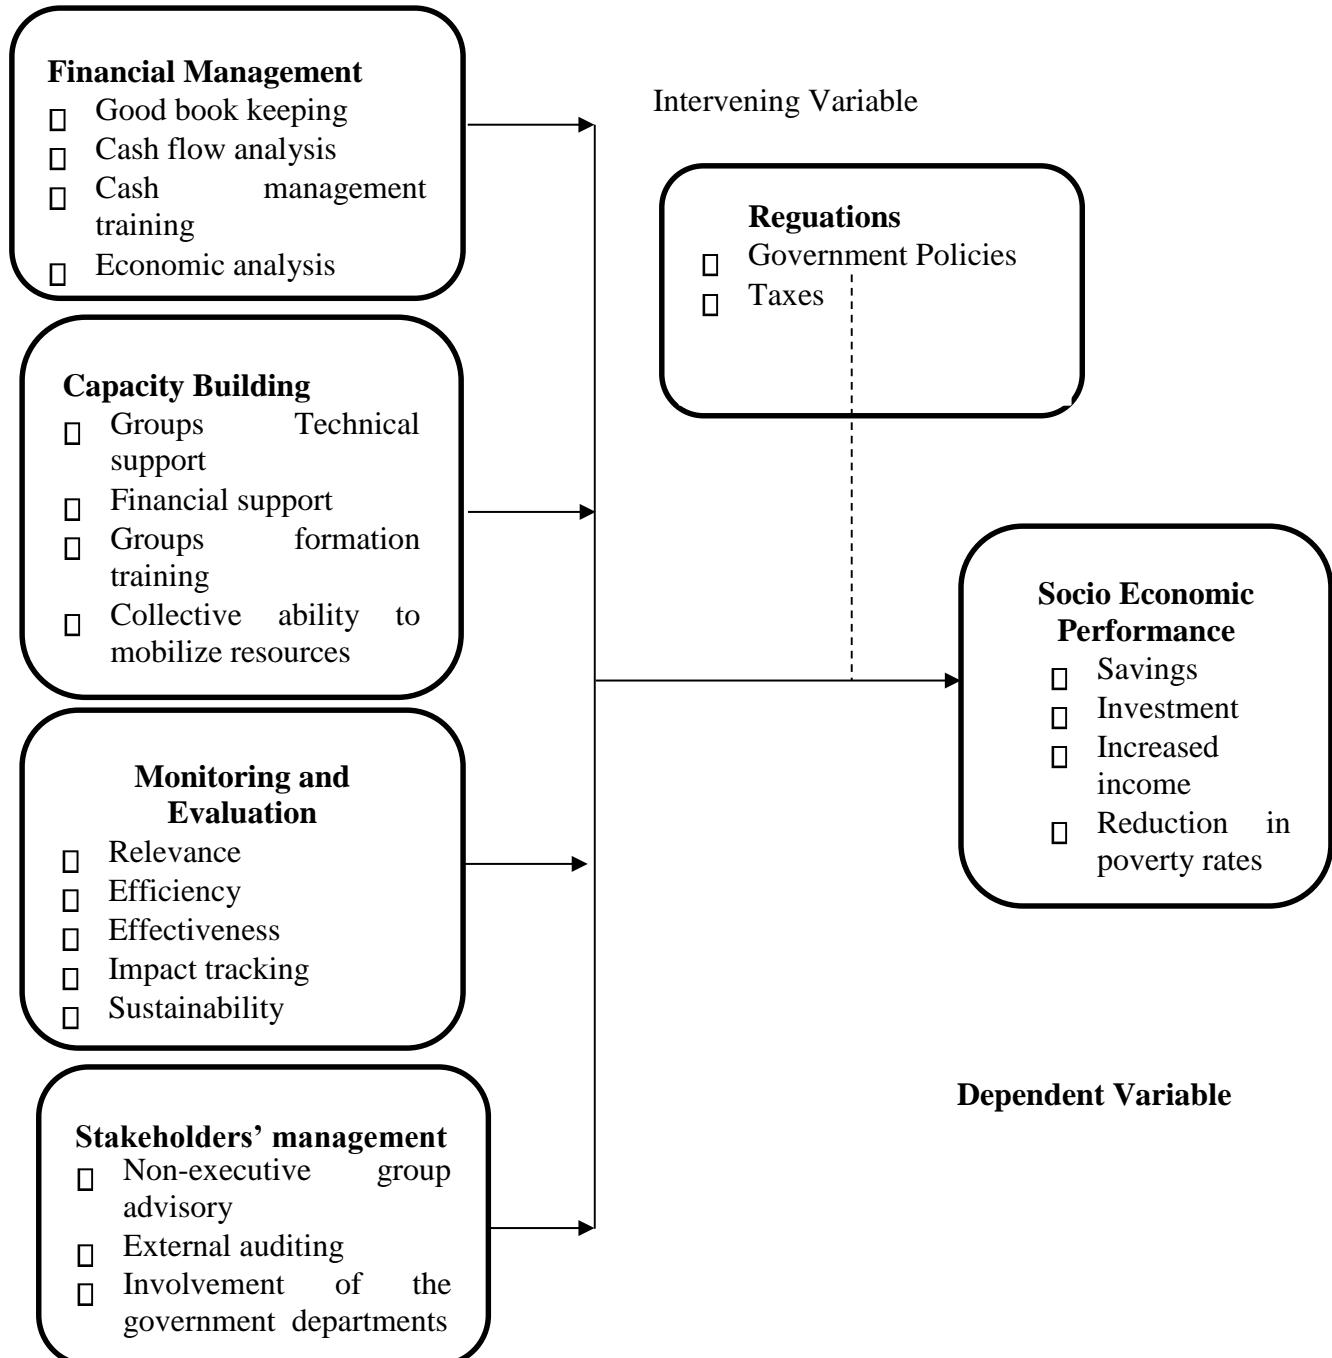 Financial Management
Good book keeping
Cash flow analysis
Cash management
training
Economic analysis
Intervening Variable
Reguations
Government Policies
Taxes
Capacity Building
Groups Technical
support
Financial support
Groups formation
training
Collective ability to
mobilize resources
Socio Economic
Performance
Savings
Investment
Increased
income
Reduction in
poverty rates
Monitoring and
Evaluation
Relevance
Efficiency
Effectiveness
Impact tracking
Sustainability
Dependent Variable
Stakeholders’ management
Non-executive group
advisory
External auditing
Involvement of the
government departments